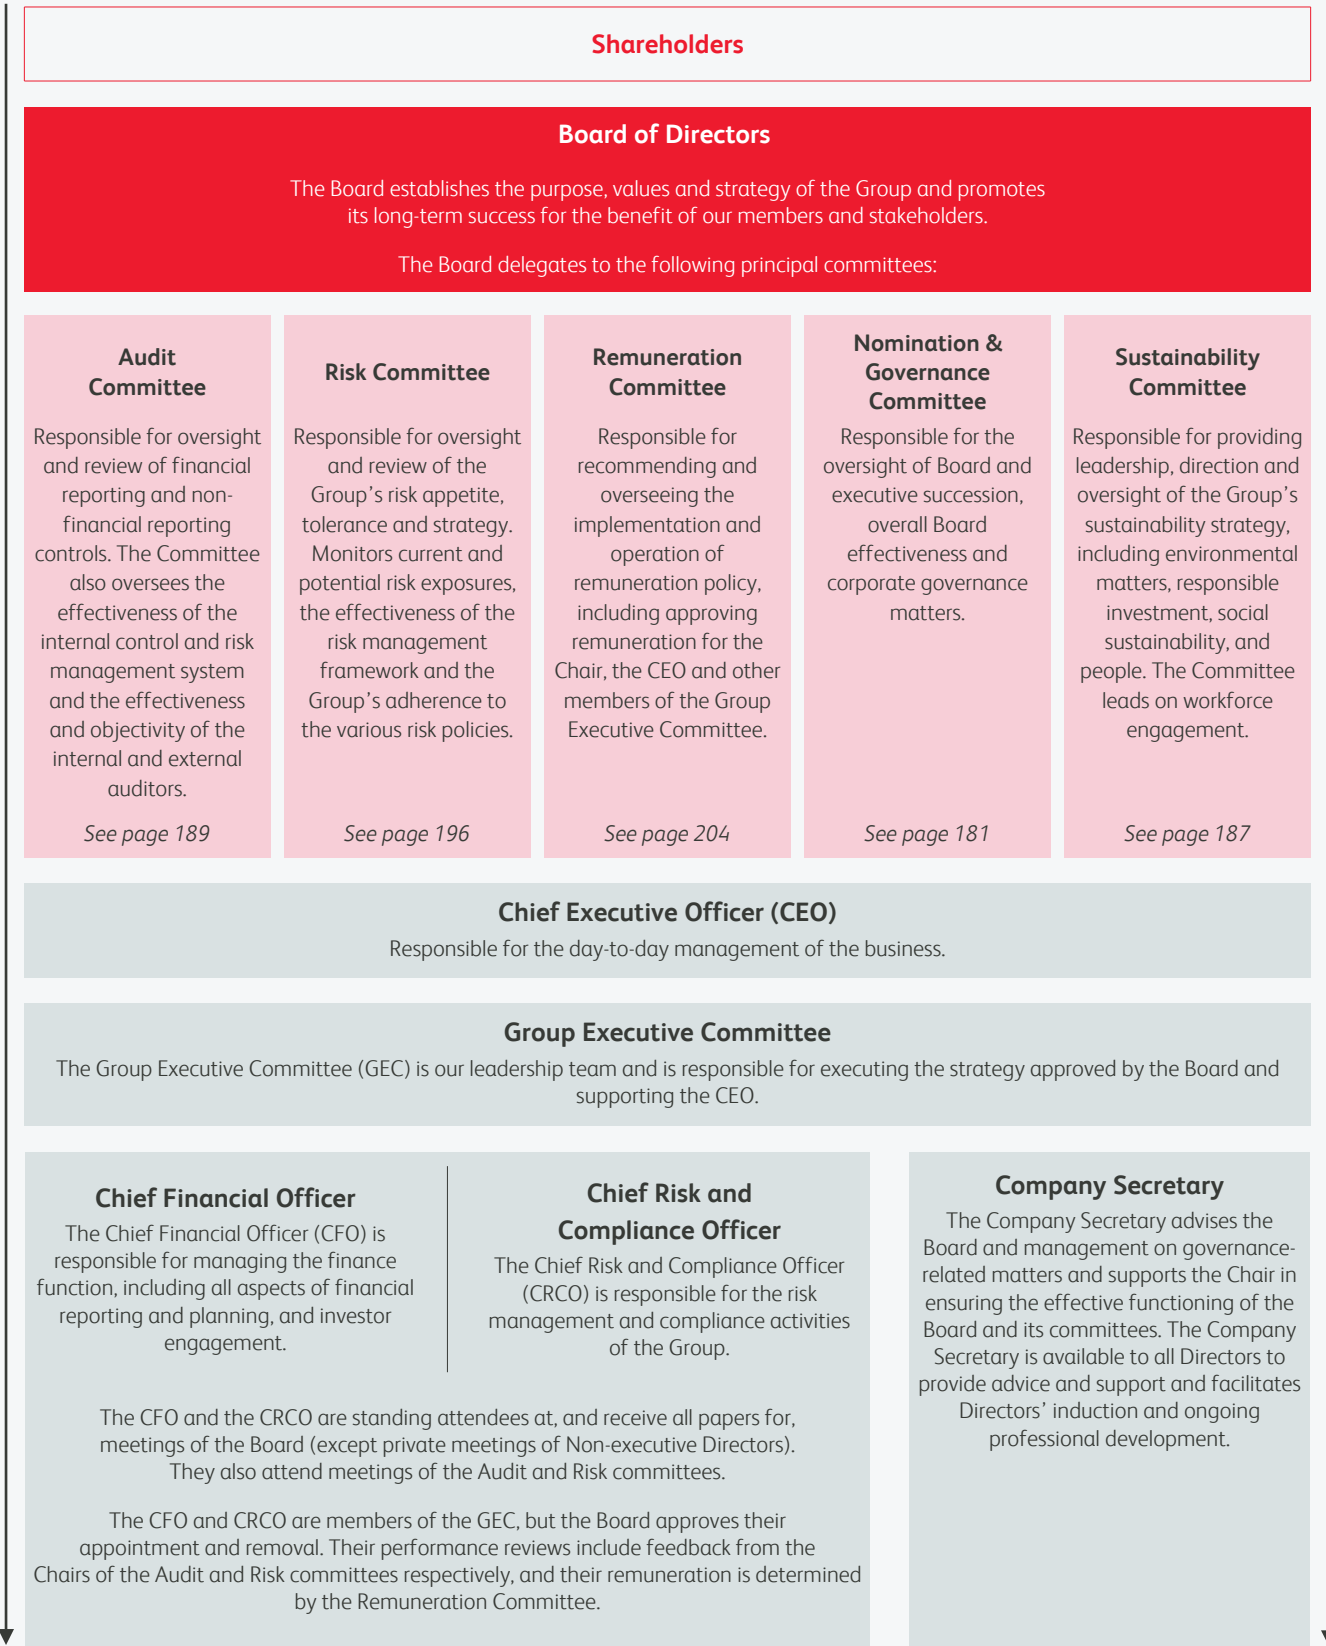 Shareholders
Board of Directors
The Board establishes the purpose, values and strategy of the Group and promotes
its long-term success for the benefit of our members and stakeholders.
The Board delegates to the following principal committees:
Audit
Committee
Responsible for oversight
and review of financial
reporting and non-
financial reporting
controls. The Committee
also oversees the
effectiveness of the
internal control and risk
management system
and the effectiveness
and objectivity of the
internal and external
auditors.
See page 189
Risk Committee
Responsible for oversight
and review of the
Group’s risk appetite,
tolerance and strategy.
Monitors current and
potential risk exposures,
the effectiveness of the
risk management
framework and the
Group’s adherence to
the various risk policies.
See page 196
Remuneration
Committee
Responsible for
recommending and
overseeing the
implementation and
operation of
remuneration policy,
including approving
remuneration for the
Chair, the CEO and other
members of the Group
Executive Committee.
See page 204
Nomination &
Governance
Committee
Responsible for the
oversight of Board and
executive succession,
overall Board
effectiveness and
corporate governance
matters.
See page 181
Sustainability
Committee
Responsible for providing
leadership, direction and
oversight of the Group’s
sustainability strategy,
including environmental
matters, responsible
investment, social
sustainability, and
people. The Committee
leads on workforce
engagement.
See page 187
Chief Executive Officer (CEO)
Responsible for the day-to-day management of the business.
Group Executive Committee
The Group Executive Committee (GEC) is our leadership team and is responsible for executing the strategy approved by the Board and
supporting the CEO.
Chief Financial Officer
The Chief Financial Officer (CFO) is
responsible for managing the finance
function, including all aspects of financial
reporting and planning, and investor
engagement.
Chief Risk and
Compliance Officer
The Chief Risk and Compliance Officer
(CRCO) is responsible for the risk
management and compliance activities
of the Group.
The CFO and the CRCO are standing attendees at, and receive all papers for,
meetings of the Board (except private meetings of Non-executive Directors).
They also attend meetings of the Audit and Risk committees.
The CFO and CRCO are members of the GEC, but the Board approves their
appointment and removal. Their performance reviews include feedback from the
Chairs of the Audit and Risk committees respectively, and their remuneration is determined
by the Remuneration Committee.
Company Secretary
The Company Secretary advises the
Board and management on governance-
related matters and supports the Chair in
ensuring the effective functioning of the
Board and its committees. The Company
Secretary is available to all Directors to
provide advice and support and facilitates
Directors’ induction and ongoing
professional development.